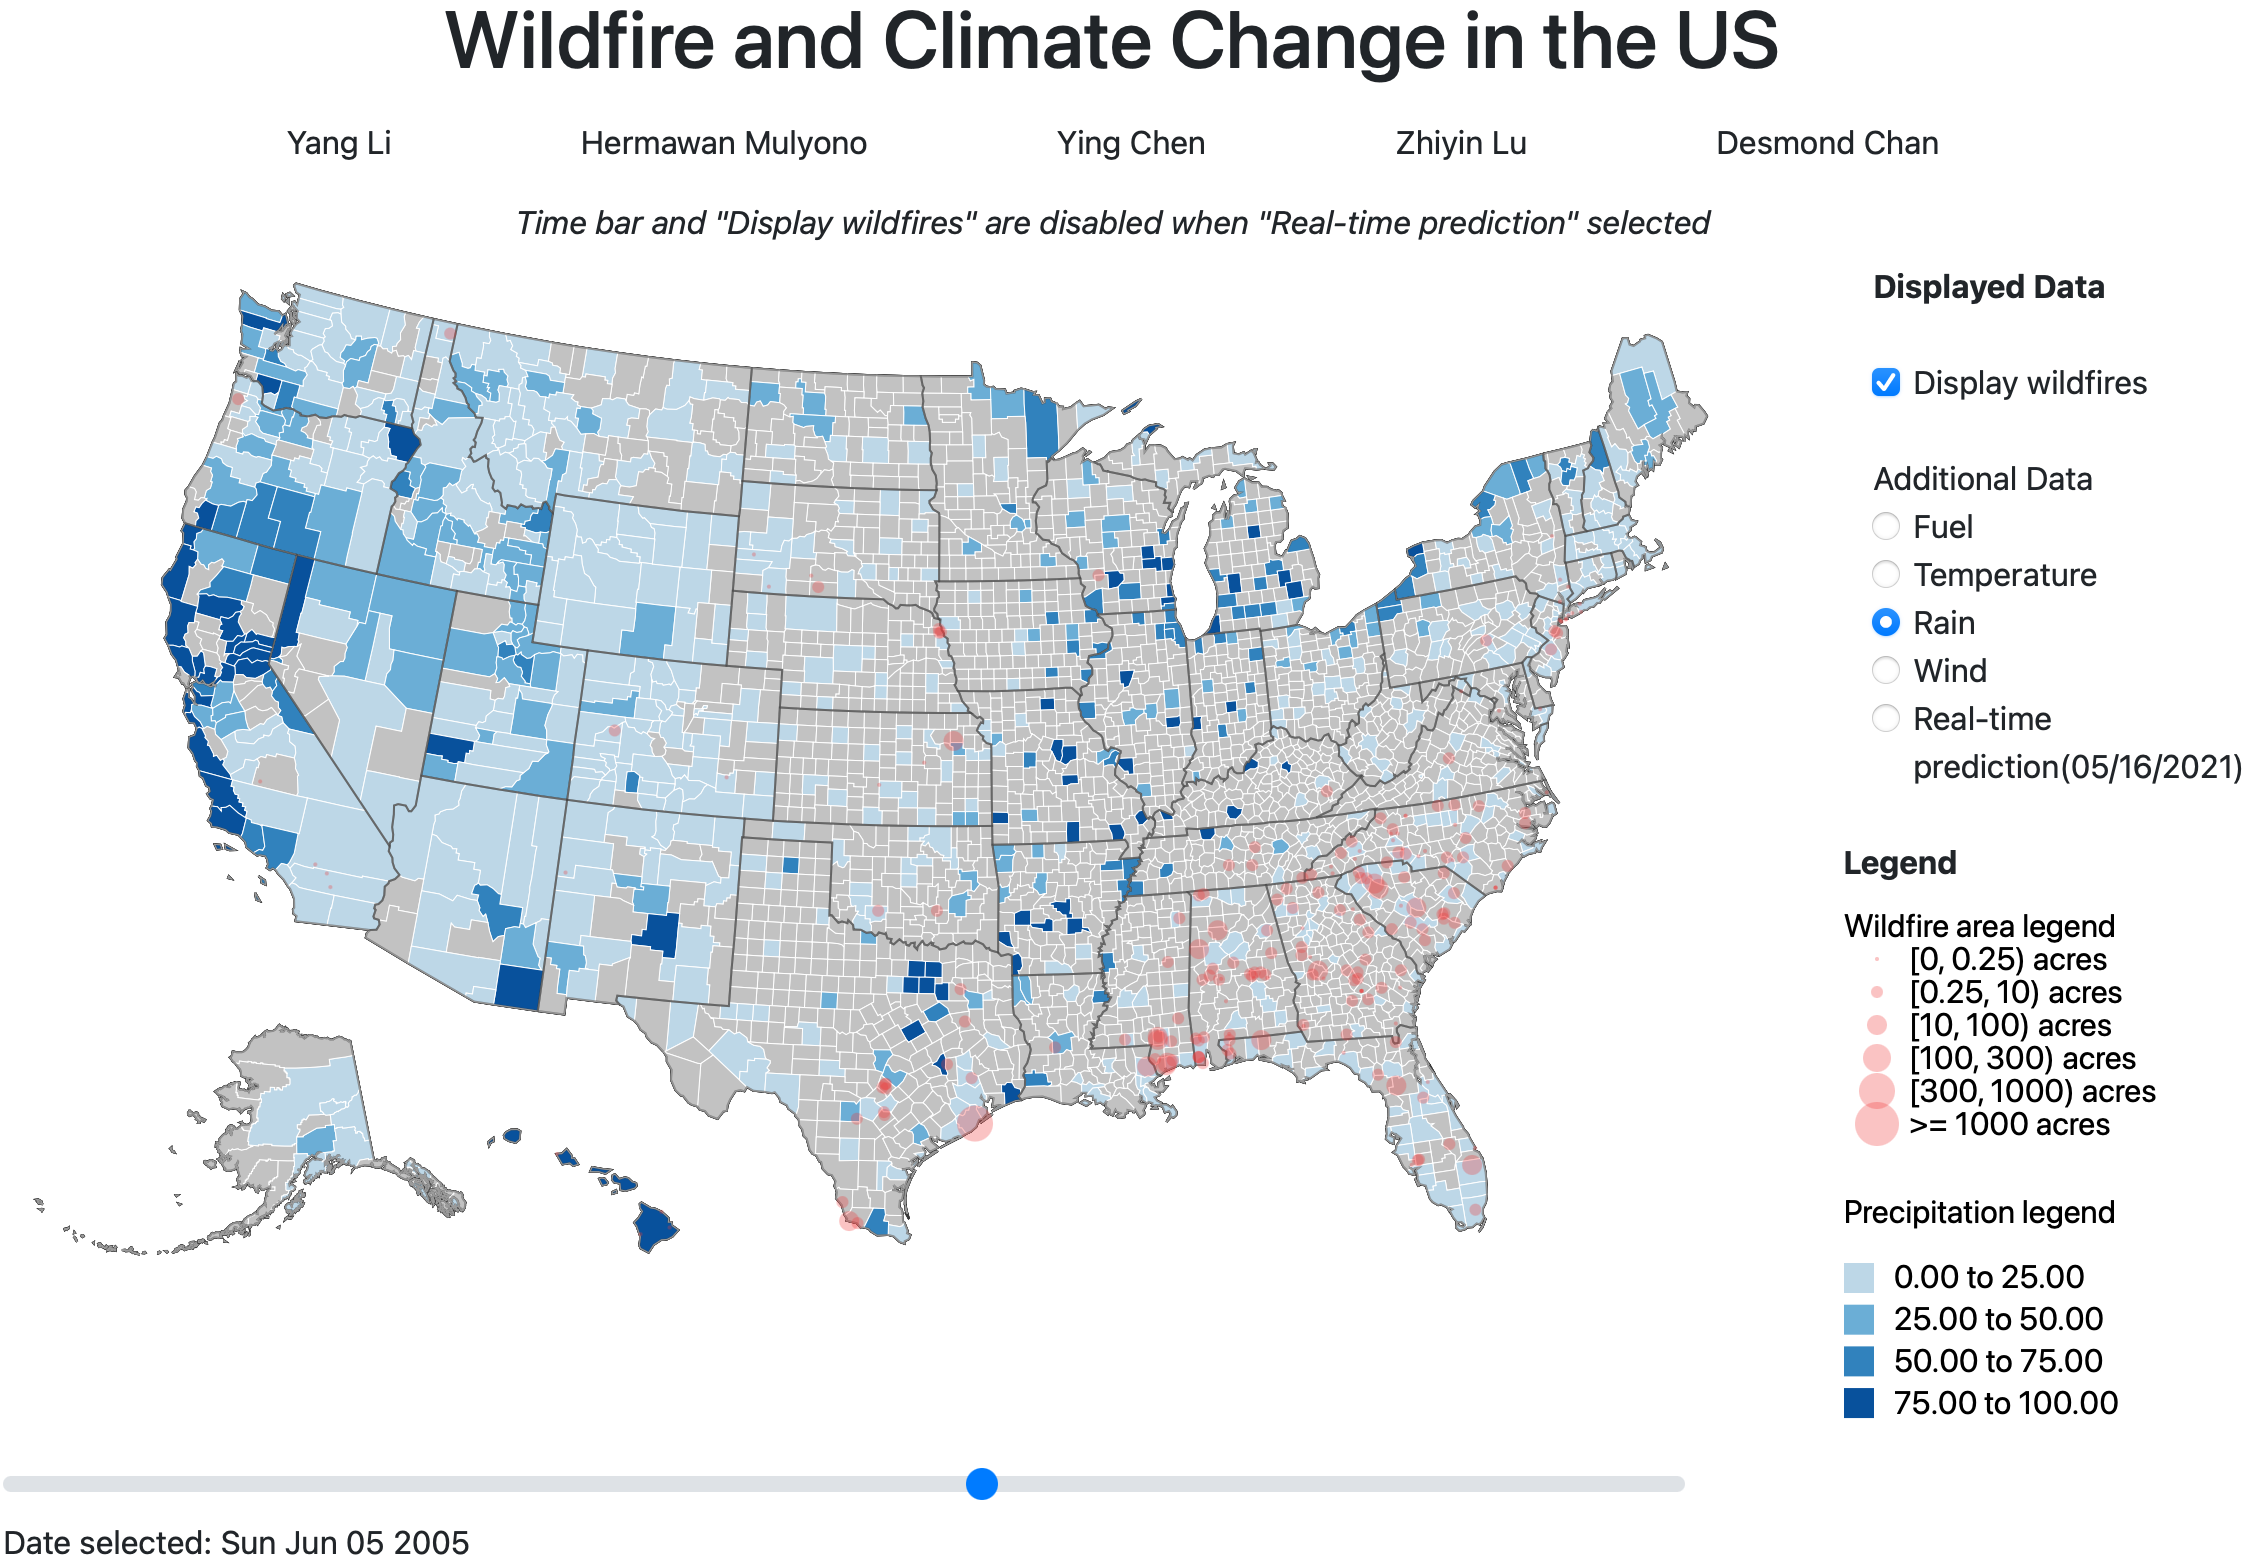 Wildfire and Climate Change in the US
Yang Li
Hermawan Mulyono
Ying Chen
Zhiyin Lu
Desmond Chan
Time bar and "Display wildfires" are disabled when "Real-time prediction" selected
Displayed Data
Display wildfires
Additional Data
Fuel
Temperature
Rain
Wind
Real-time
prediction(05/16/2021)
Legend
Wildfire area legend
[0, 0.25) acres
[0.25, 10) acres
[10, 100) acres
[100, 300) acres
[300, 1000) acres
>= 1000 acres
Precipitation legend
0.00 to 25.00
25.00 to 50.00
50.00 to 75.00
75.00 to 100.00
Date selected: Sun Jun 05 2005